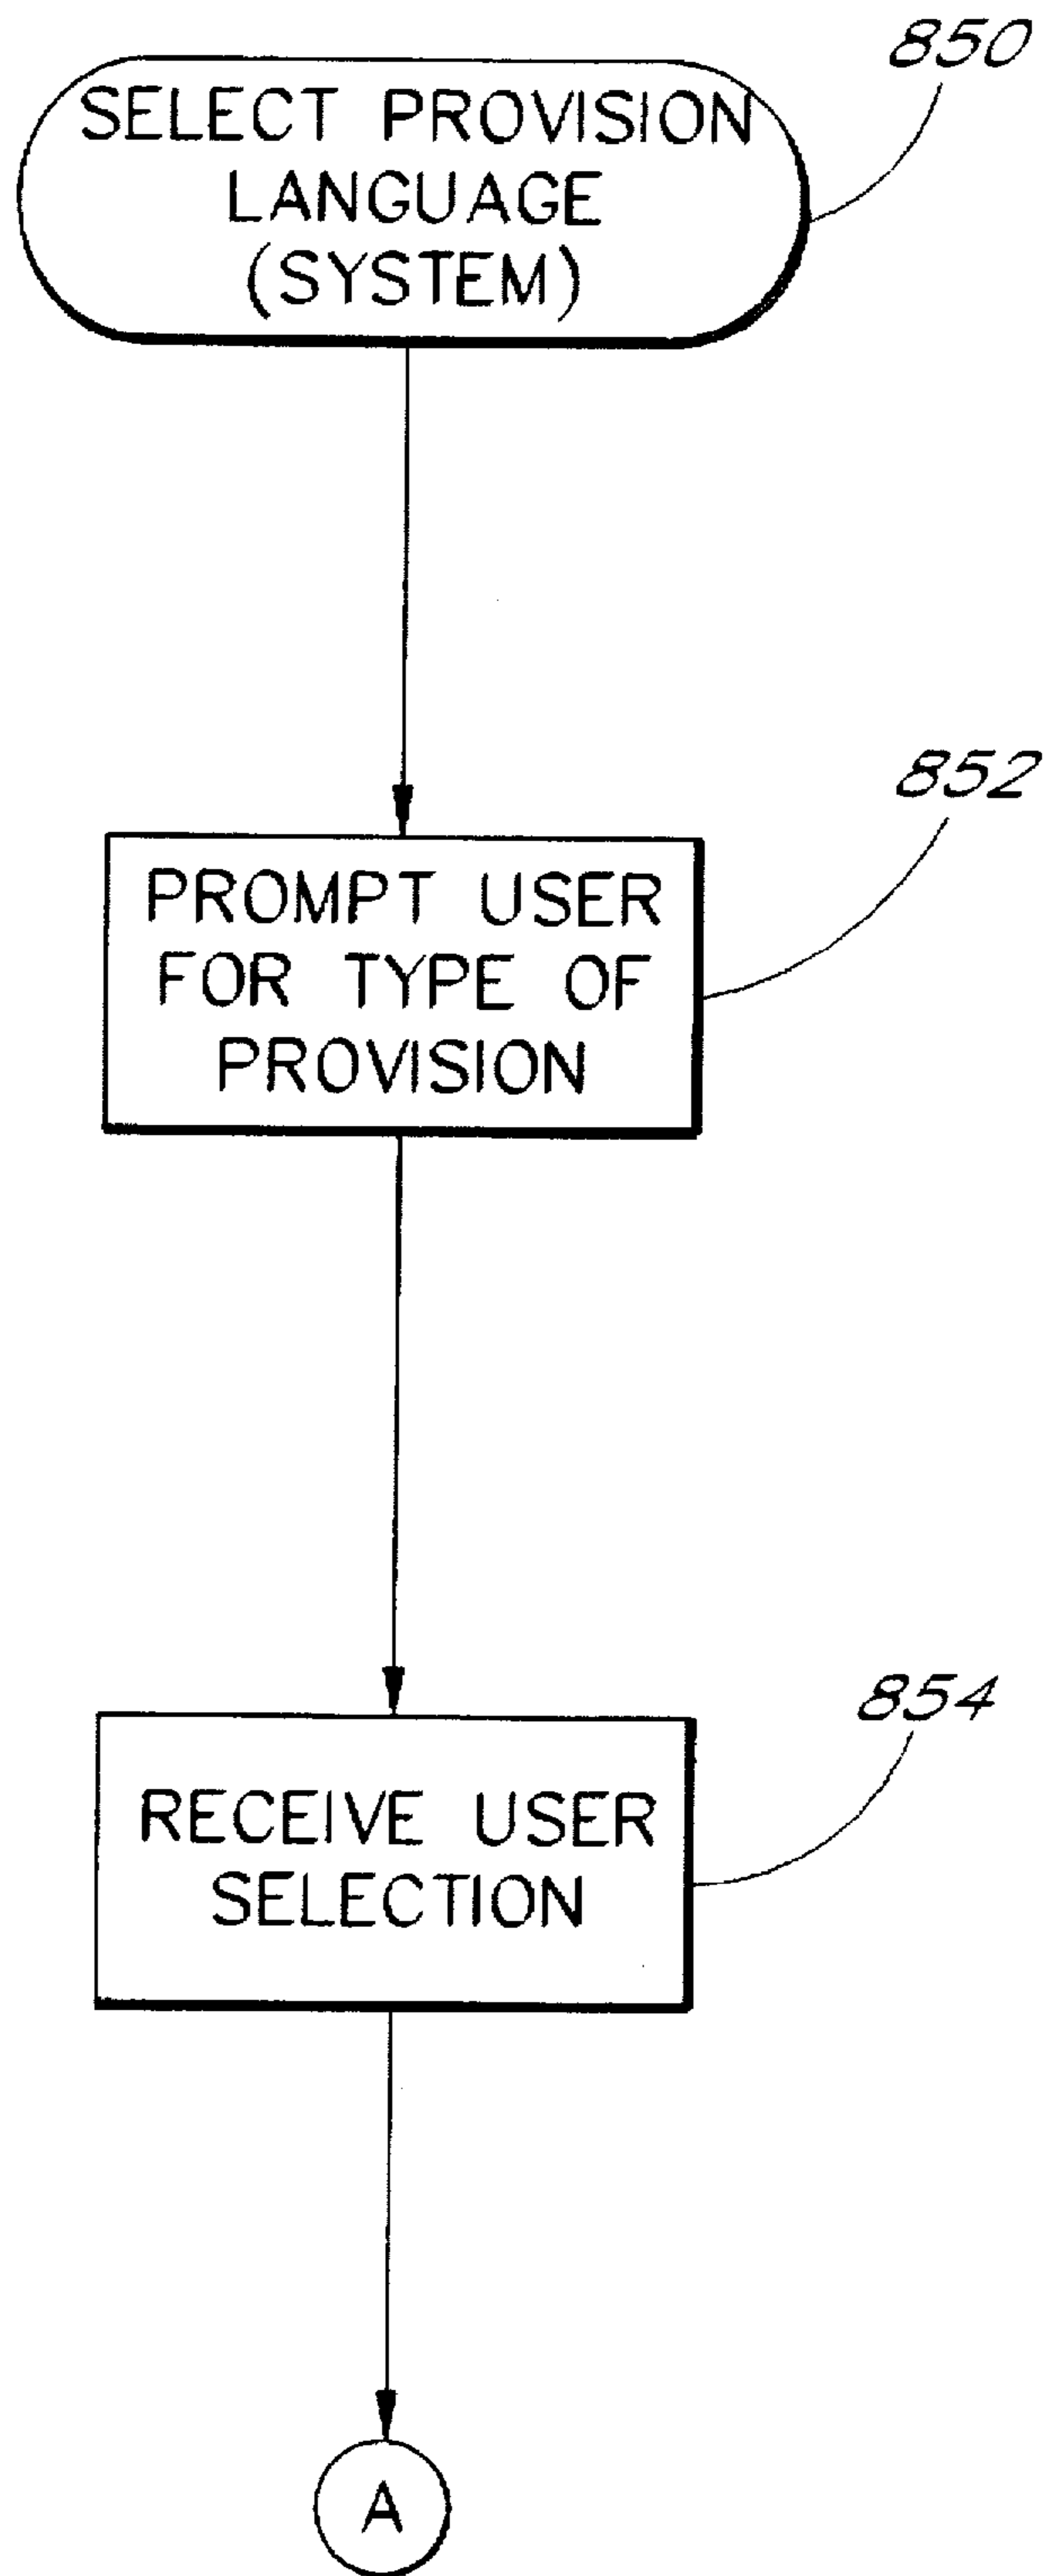 850
SELECT PROVISION
LANGUAGE
(SYSTEM)
852
PROMPT USER
FOR TYPE OF
PROVISION
854
RECEIVE USER
SELECTION
A